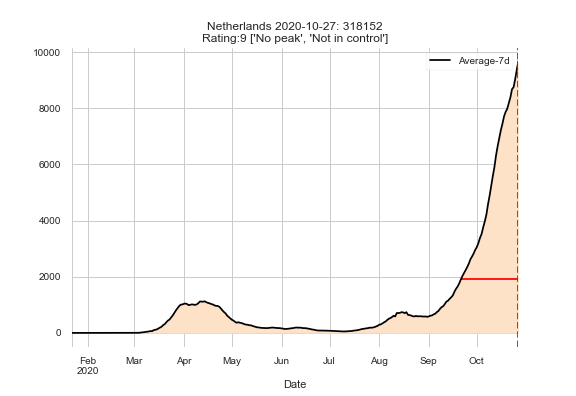 Netherlands 2020-10-27: 318152
Rating:9 ['No peak', 'Not in control']
Average-7d
10000
8000
6000
4000
2000
0
Feb Mar Apr May Jun Jul Aug Sep Oct
2020
Date